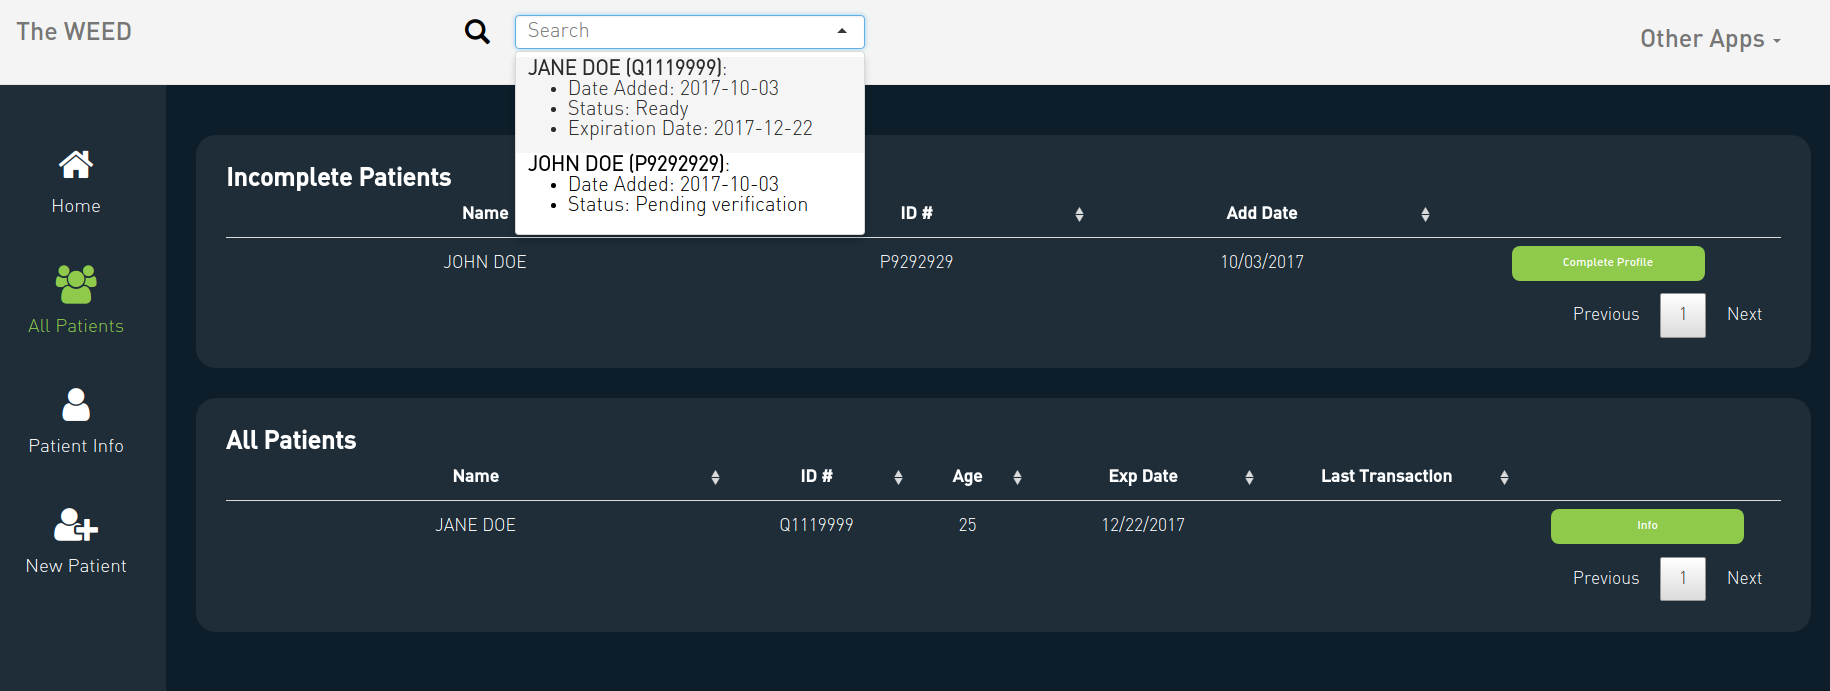 The WEED
Search
Other Apps
JANE DOE (Q1119999):
• Date Added: 2017-10-03
• Status: Ready
• Expiration Date: 2017-12-22
JOHN DOE (P9292929):
• Date Added: 2017-10-03
• Status: Pending verification
Home
All Patients
Patient Info
New Patient
Incomplete Patients
Name ID # Add Date
JOHN DOE P9292929 10/03/2017 Complete Profile
Previous 1 Next
All Patients
Name ID # Age Exp Date Last Transaction
JANE DOE Q1119999 25 12/22/2017 Info
Previous 1 Next